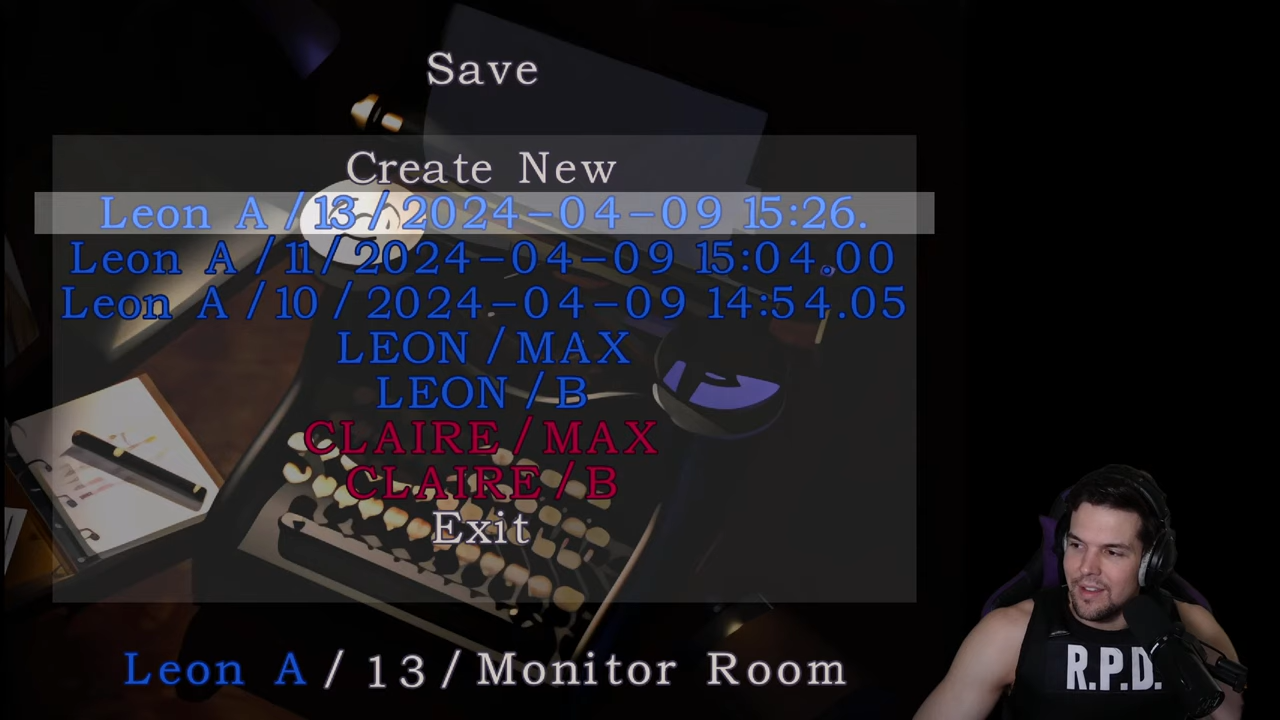 Save
Create New
Leon A / 13 / 2024-04-09 15:26.
Leon A / 11 / 2024-04-09 15:04.00
Leon A / 10 / 2024-04-09 14:54.05
LEON / MAX
LEON / B
CLAIRE / MAX
CLAIRE / B
Exit
Leon A / 13 / Monitor Room
R.P.D.